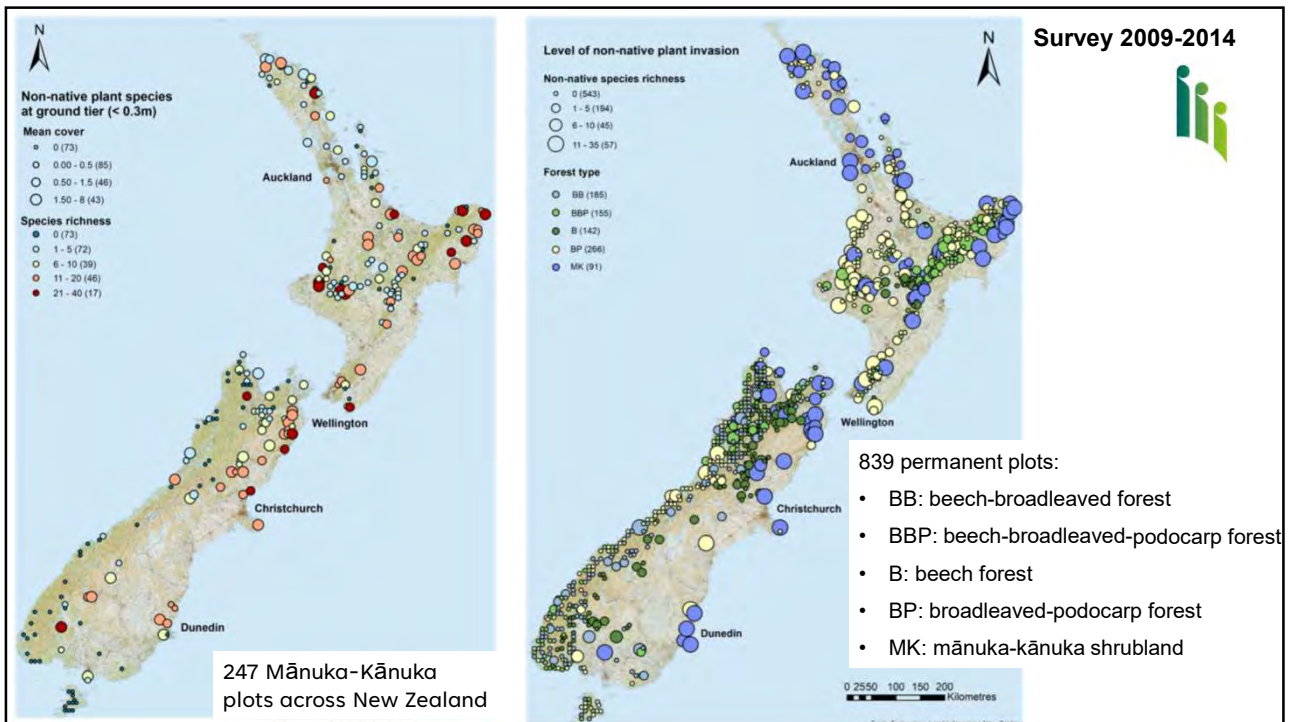 N
Non-native plant species
at ground tier (< 0.3m)
Mean cover
0 (73)
0.00 - 0.5 (85)
0.50 - 1.5 (46)
1.50 - 8 (43)
Species richness
0 (73)
1 - 5 (72)
6 - 10 (39)
11 - 20 (46)
21 - 40 (17)
Auckland
Wellington
Christchurch
Dunedin
247 Mānuka-Kānuka
plots across New Zealand
Level of non-native plant invasion
Non-native species richness
0 (543)
1 - 5 (194)
6 - 10 (45)
11 - 35 (57)
Forest type
BB (185)
BBP (155)
B (142)
BP (266)
MK (91)
N
Auckland
Wellington
Christchurch
Dunedin
0 2550 100 150 200
Kilometres
Survey 2009-2014
839 permanent plots:
• BB: beech-broadleaved forest
• BBP: beech-broadleaved-podocarp forest
• B: beech forest
• BP: broadleaved-podocarp forest
• MK: mānuka-kānuka shrubland